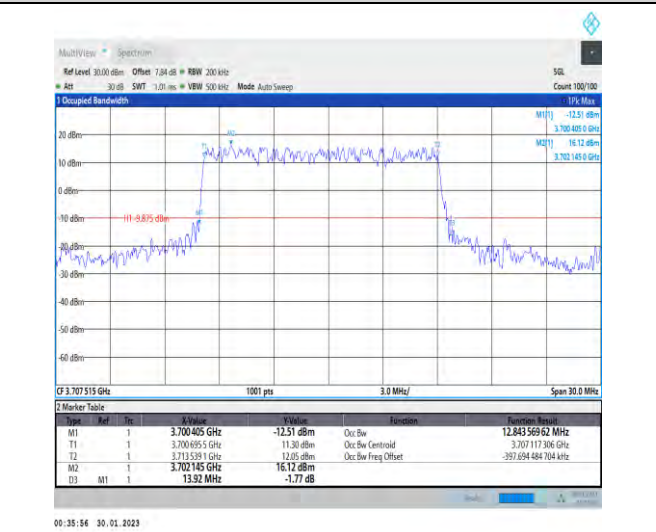 MultiView Spectrum
Ref Level 30.00 dBm Offset 7.84 dB RBW 200 kHz SGL
Att 30 dB SWT 1.01 ms VBW 500 kHz Mode Auto Sweep Count 100/100
1 Occupied Bandwidth 1Pk Max
M1[1] -12.51 dBm
3.700 405 0 GHz
M2[1] 16.12 dBm
3.702 145 0 GHz
20 dBm
M2
T1
T2
10 dBm
0 dBm
M1
-10 dBm
H1 -9.875 dBm
-20 dBm
-30 dBm
-40 dBm
-50 dBm
-60 dBm
CF 3.707 515 GHz 1001 pts 3.0 MHz/ Span 30.0 MHz
2 Marker Table
Type Ref Trc X-Value Y-Value Function Function Result
M1 1 3.700 405 GHz -12.51 dBm Occ Bw 12.843 569 62 MHz
T1 1 3.700 695 5 GHz 11.30 dBm Occ Bw Centroid 3.707 117 306 GHz
T2 1 3.713 539 1 GHz 12.05 dBm Occ Bw Freq Offset -397.694 484 704 kHz
M2 1 3.702 145 GHz 16.12 dBm
D3 M1 1 13.92 MHz -1.77 dB
00:35:56 30.01.2023